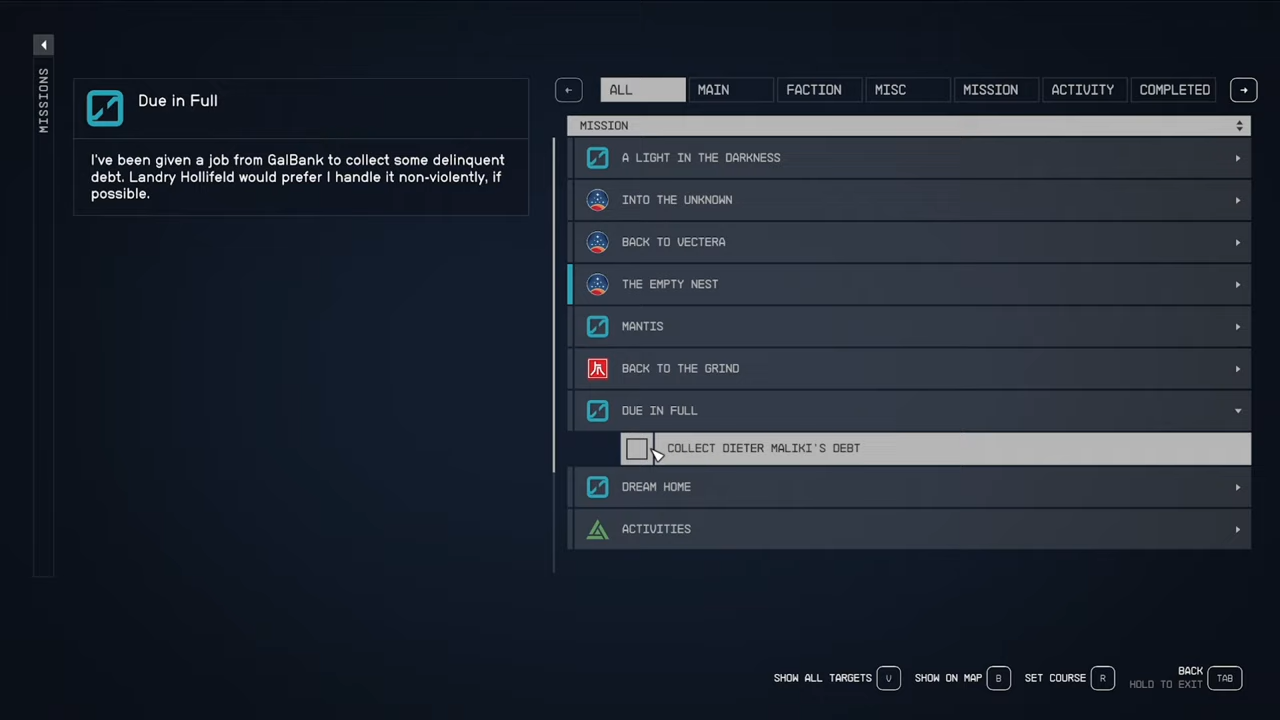 MISSIONS
Due in Full
I've been given a job from GalBank to collect some delinquent
debt. Landry Hollifeld would prefer I handle it non-violently, if
possible.
ALL
MAIN
FACTION
MISC
MISSION
ACTIVITY
COMPLETED
MISSION
A LIGHT IN THE DARKNESS
INTO THE UNKNOWN
BACK TO VECTERA
THE EMPTY NEST
MANTIS
BACK TO THE GRIND
DUE IN FULL
COLLECT DIETER MALIKI'S DEBT
DREAM HOME
ACTIVITIES
SHOW ALL TARGETS V
SHOW ON MAP B
SET COURSE R
BACK TAB
HOLD TO EXIT